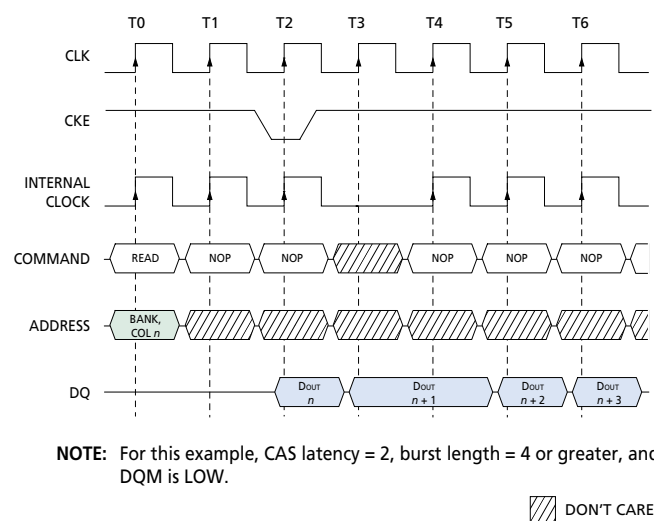 T0 T1 T2 T3 T4 T5 T6
CLK
CKE
INTERNAL
CLOCK
COMMAND READ NOP NOP NOP NOP NOP
ADDRESS BANK,
COL n
DQ DOUT DOUT DOUT DOUT
n n + 1 n + 2 n + 3
NOTE: For this example, CAS latency = 2, burst length = 4 or greater, and
DQM is LOW.
DON'T CARE